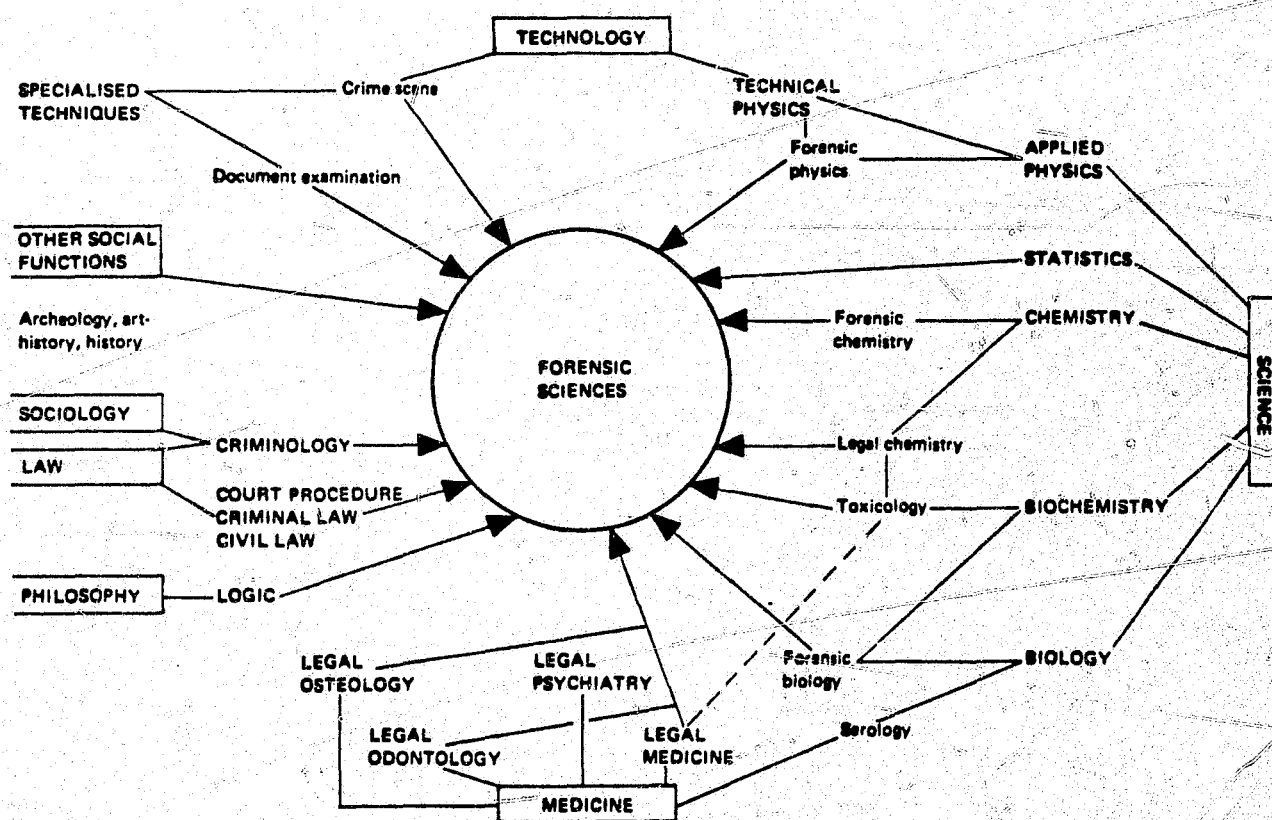 TECHNOLOGY
SPECIALISED
TECHNIQUES
Crime scene
TECHNICAL
PHYSICS
Document examination
Forensic
physics
APPLIED
PHYSICS
OTHER SOCIAL
FUNCTIONS
STATISTICS
Archeology, art-
history, history
Forensic
chemistry
CHEMISTRY
FORENSIC
SCIENCES
SCIENCE
SOCIOLOGY
CRIMINOLOGY
Legal chemistry
LAW
COURT PROCEDURE
CRIMINAL LAW
CIVIL LAW
Toxicology
BIOCHEMISTRY
PHILOSOPHY
LOGIC
LEGAL
OSTEOLOGY
LEGAL
PSYCHIATRY
Forensic
biology
BIOLOGY
LEGAL
ODONTOLOGY
LEGAL
MEDICINE
Serology
MEDICINE